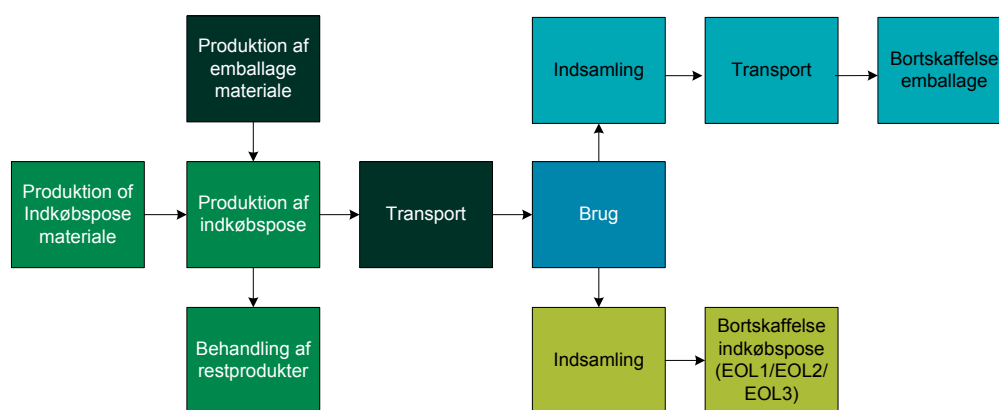 Produktion af
emballage
materiale
Indsamling
Transport
Bortskaffelse
emballage
Produktion of
Indkøbspose
materiale
Produktion af
indkøbspose
Transport
Brug
Behandling af
restprodukter
Indsamling
Bortskaffelse
indkøbspose
(EOL1/EOL2/
EOL3)